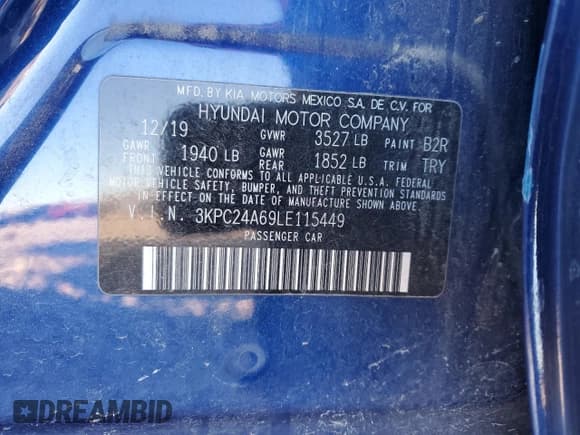 MFD. BY KIA MOTORS MEXICO S.A. DE C.V. FOR
HYUNDAI MOTOR COMPANY
12/19 GVWR 3527 LB PAINT B2R
GAWR FRONT 1940 LB GAWR REAR 1852 LB TRIM TRY
THIS VEHICLE CONFORMS TO ALL APPLICABLE U.S.A. FEDERAL
MOTOR VEHICLE SAFETY, BUMPER, AND THEFT PREVENTION STANDARDS
IN EFFECT ON THE DATE OF MANUFACTURE SHOWN ABOVE.
V.I.N. 3KPC24A69LE115449
PASSENGER CAR
DREAMBID